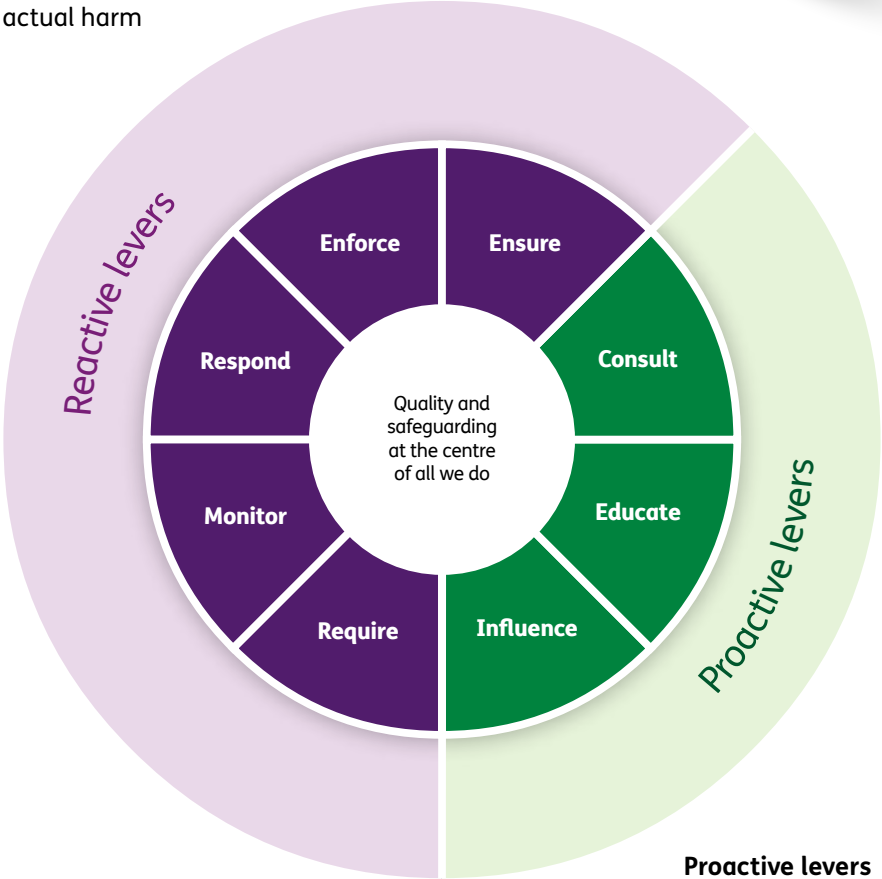 actual harm
Reactive levers
Enforce
Ensure
Respond
Consult
Quality and
safeguarding
at the centre
of all we do
Monitor
Educate
Require
Influence
Proactive levers
Proactive levers